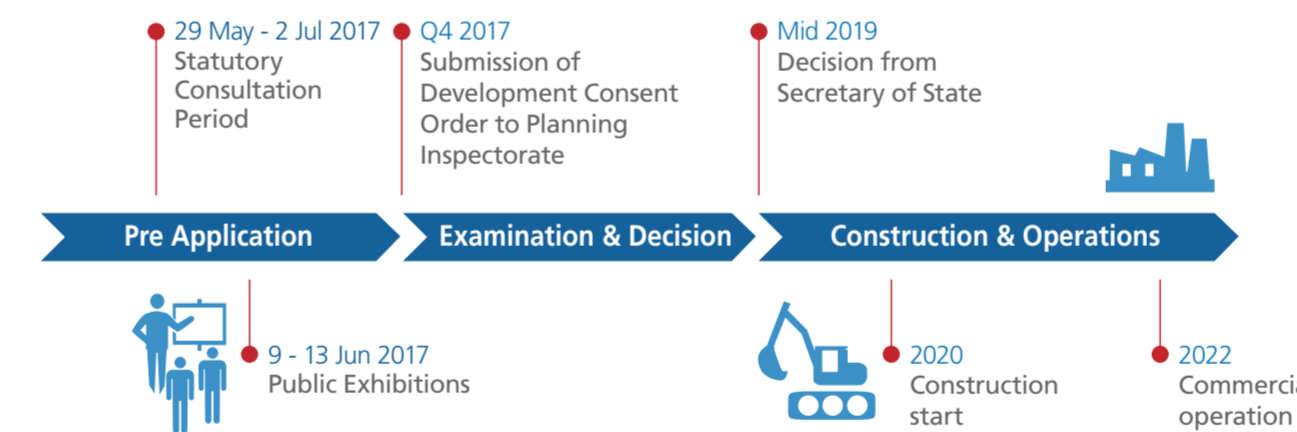 29 May - 2 Jul 2017
Statutory
Consultation
Period
Q4 2017
Submission of
Development Consent
Order to Planning
Inspectorate
Mid 2019
Decision from
Secretary of State
Pre Application
Examination & Decision
Construction & Operations
9 - 13 Jun 2017
Public Exhibitions
2020
Construction
start
2022
operation